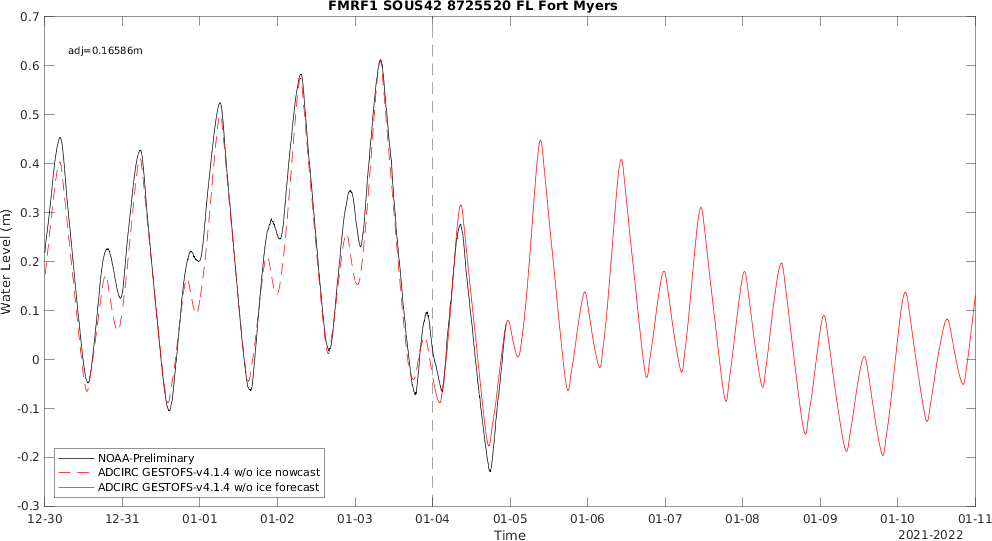 FMRF1 SOUS42 8725520 FL Fort Myers
0.7
adj=0.16586m
0.6
0.5
0.4
0.3
0.2
0.1
0
-0.1
-0.2
-0.3
Water Level (m)
NOAA-Preliminary
ADCIRC GESTOFS-v4.1.4 w/o ice nowcast
ADCIRC GESTOFS-v4.1.4 w/o ice forecast
12-30 12-31 01-01 01-02 01-03 01-04 01-05 01-06 01-07 01-08 01-09 01-10 01-11
Time
2021-2022